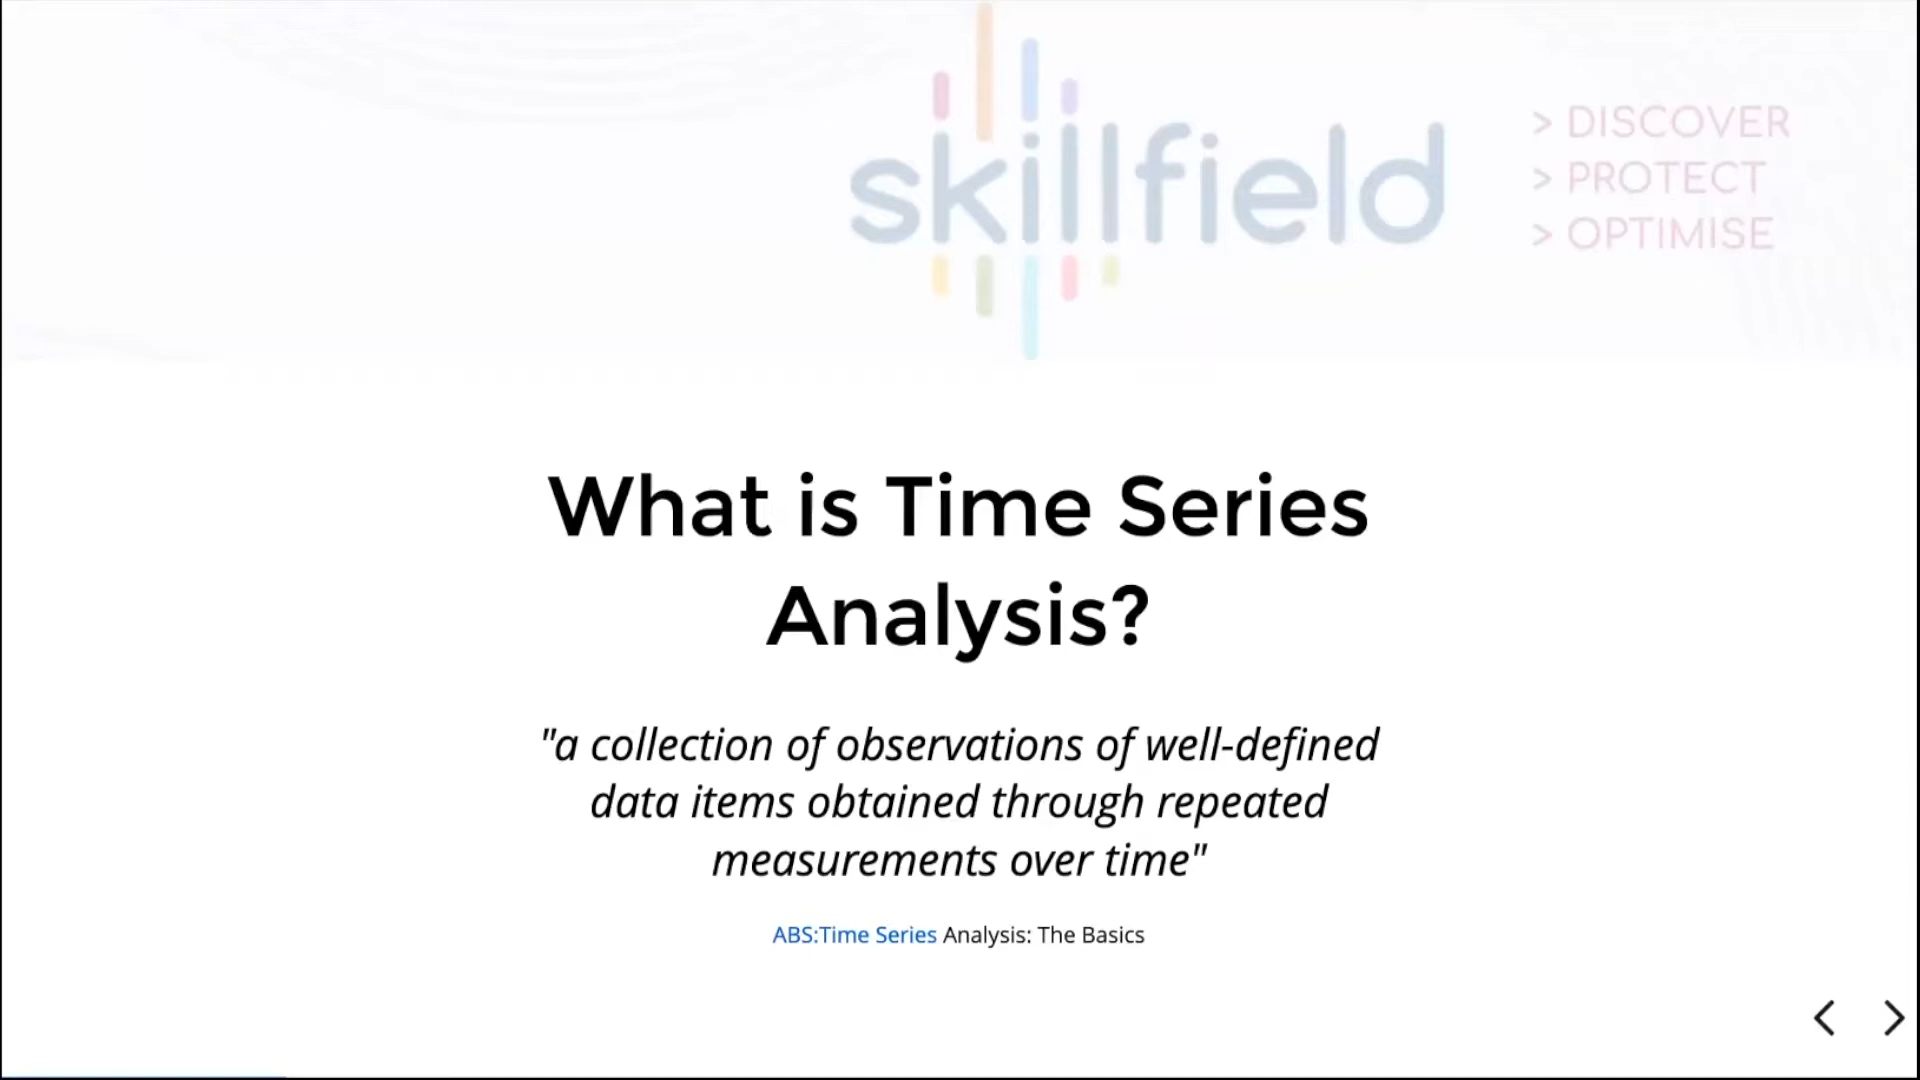 skillfield
> DISCOVER
> PROTECT
> OPTIMISE
What is Time Series
Analysis?
"a collection of observations of well-defined
data items obtained through repeated
measurements over time"
ABS:Time Series Analysis: The Basics